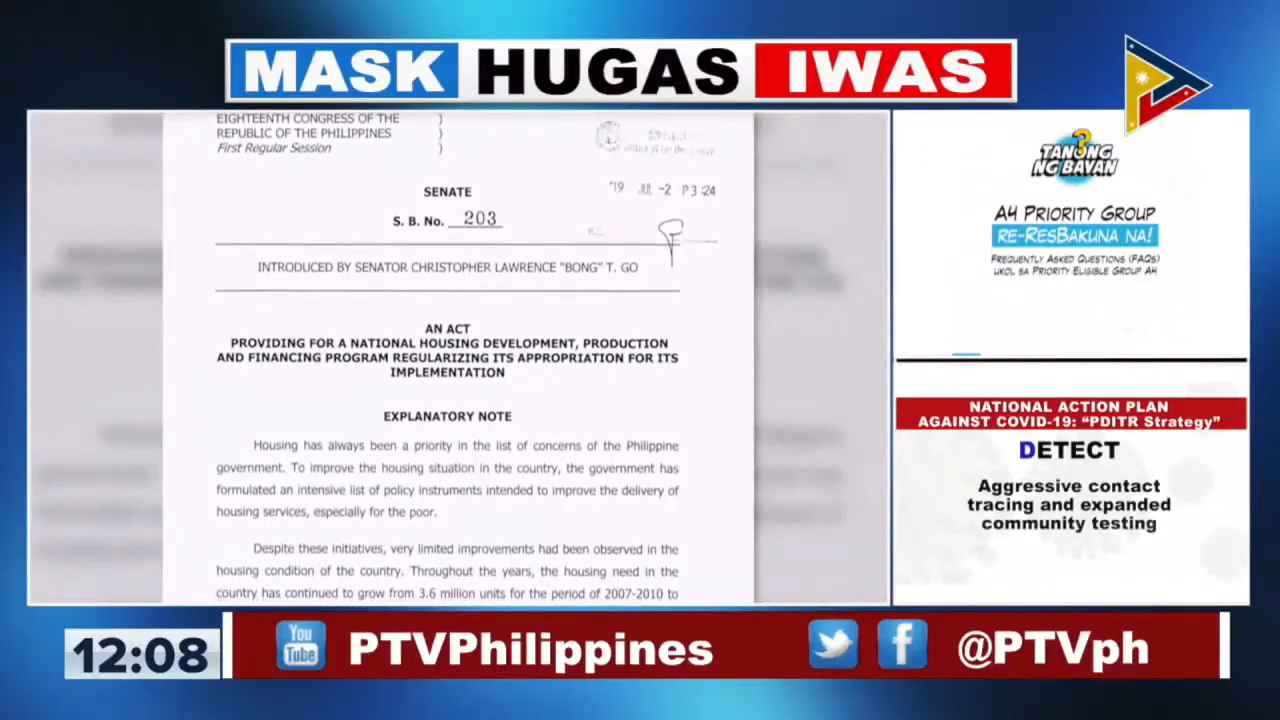 MASK HUGAS IWAS
EIGHTEENTH CONGRESS OF THE )
REPUBLIC OF THE PHILIPPINES )
First Regular Session )
'19 JUL -2 P3:24
SENATE
S. B. No. 203
INTRODUCED BY SENATOR CHRISTOPHER LAWRENCE "BONG" T. GO
AN ACT
PROVIDING FOR A NATIONAL HOUSING DEVELOPMENT, PRODUCTION
AND FINANCING PROGRAM REGULARIZING ITS APPROPRIATION FOR ITS
IMPLEMENTATION
EXPLANATORY NOTE
Housing has always been a priority in the list of concerns of the Philippine
government. To improve the housing situation in the country, the government has
formulated an intensive list of policy instruments intended to improve the delivery of
housing services, especially for the poor.
Despite these initiatives, very limited improvements had been observed in the
housing condition of the country. Throughout the years, the housing need in the
country has continued to grow from 3.6 million units for the period of 2007-2010 to
3
TANONG
NG BAYAN
A4 PRIORITY GROUP
RE-RESBAKUNA NA!
FREQUENTLY ASKED QUESTIONS (FAQS)
UKOL SA PRIORITY ELIGIBLE GROUP A4
NATIONAL ACTION PLAN
AGAINST COVID-19: "PDITR Strategy"
DETECT
Aggressive contact
tracing and expanded
community testing
12:08
You Tube PTVPhilippines
@PTVph